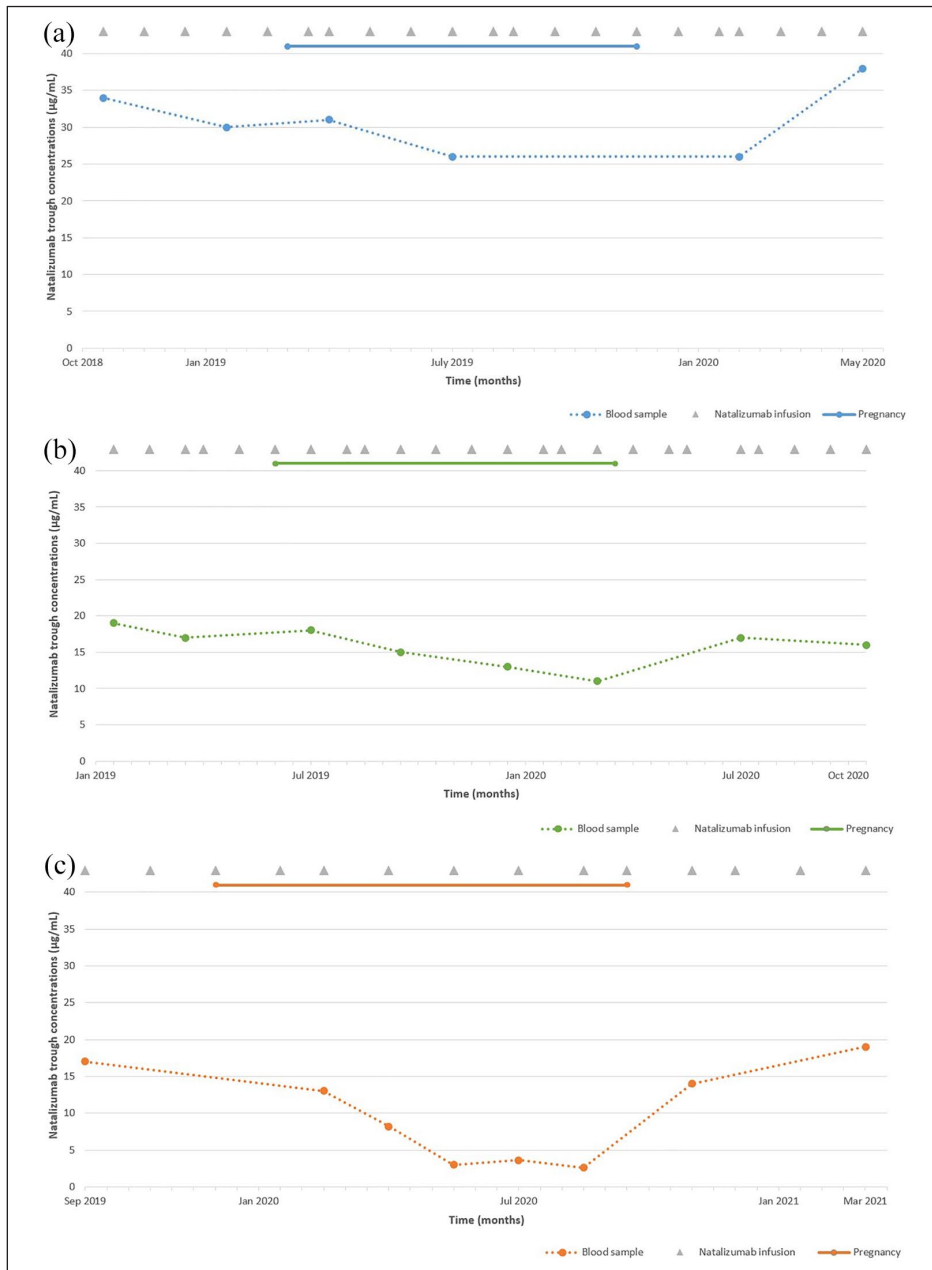 (a)
Natalizumab trough concentrations (µg/mL)
40
35
30
25
20
15
10
5
0
Oct 2018 Jan 2019 July 2019 Jan 2020 May 2020
Time (months)
Blood sample Natalizumab infusion Pregnancy
(b)
Natalizumab trough concentrations (µg/mL)
40
35
30
25
20
15
10
5
0
Jan 2019 Jul 2019 Jan 2020 Jul 2020 Oct 2020
Time (months)
Blood sample Natalizumab infusion Pregnancy
(c)
Natalizumab trough concentrations (µg/mL)
40
35
30
25
20
15
10
5
0
Sep 2019 Jan 2020 Jul 2020 Jan 2021 Mar 2021
Time (months)
Blood sample Natalizumab infusion Pregnancy